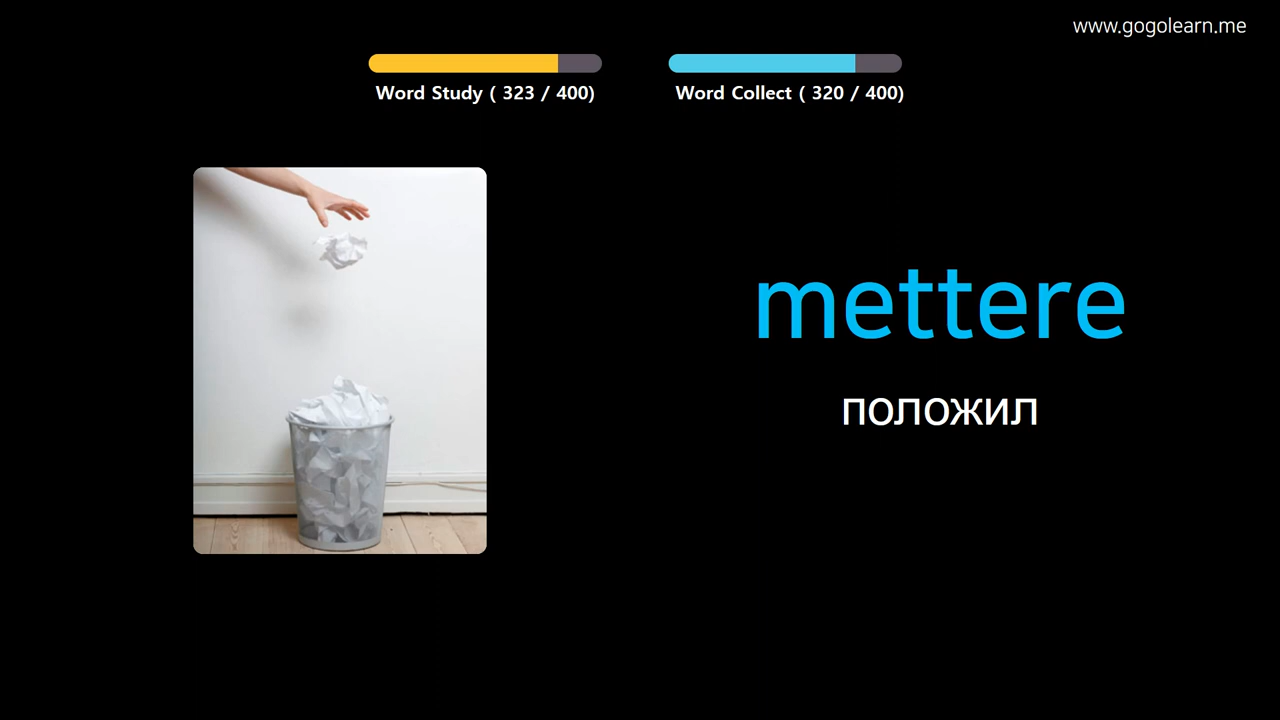 www.gogolearn.me
Word Study ( 323 / 400)
Word Collect ( 320 / 400)
mettere
положил